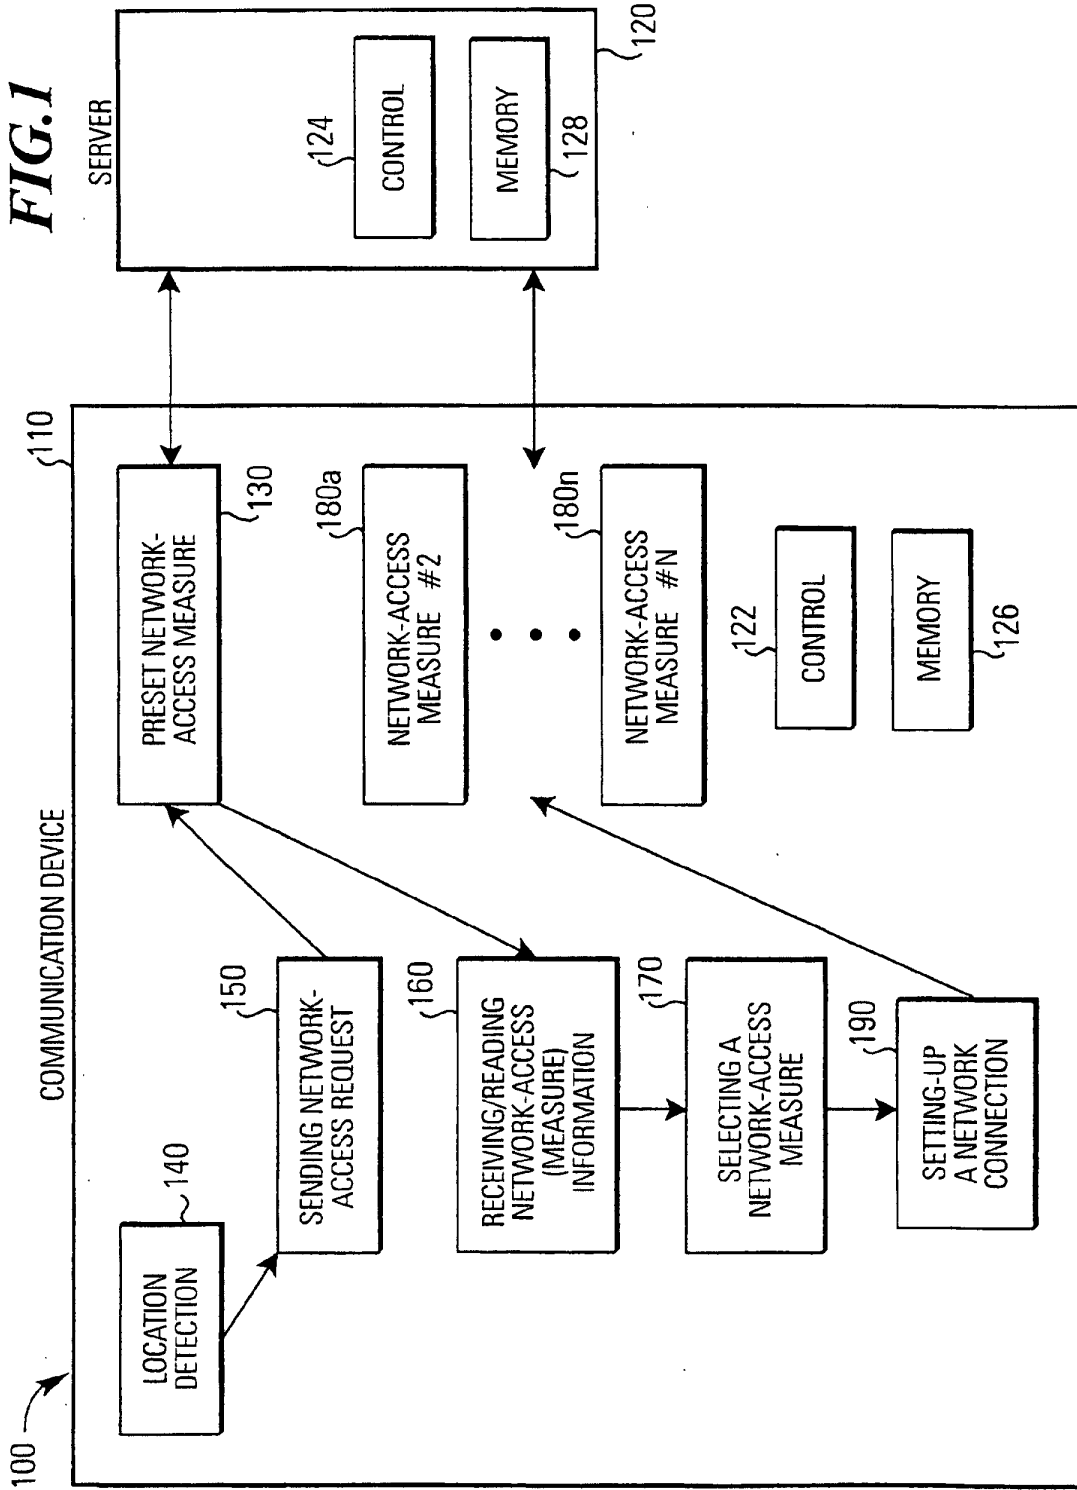 FIG.1
100
COMMUNICATION DEVICE
110
SERVER
LOCATION
DETECTION
140
SENDING NETWORK-
ACCESS REQUEST
150
PRESET NETWORK-
ACCESS MEASURE
130
RECEIVING/READING
NETWORK-ACCESS
(MEASURE)
INFORMATION
160
NETWORK-ACCESS
MEASURE #2
180a
SELECTING A
NETWORK-ACCESS
MEASURE
170
NETWORK-ACCESS
MEASURE #N
180n
SETTING-UP
A NETWORK
CONNECTION
190
CONTROL
122
MEMORY
126
CONTROL
124
MEMORY
128
120